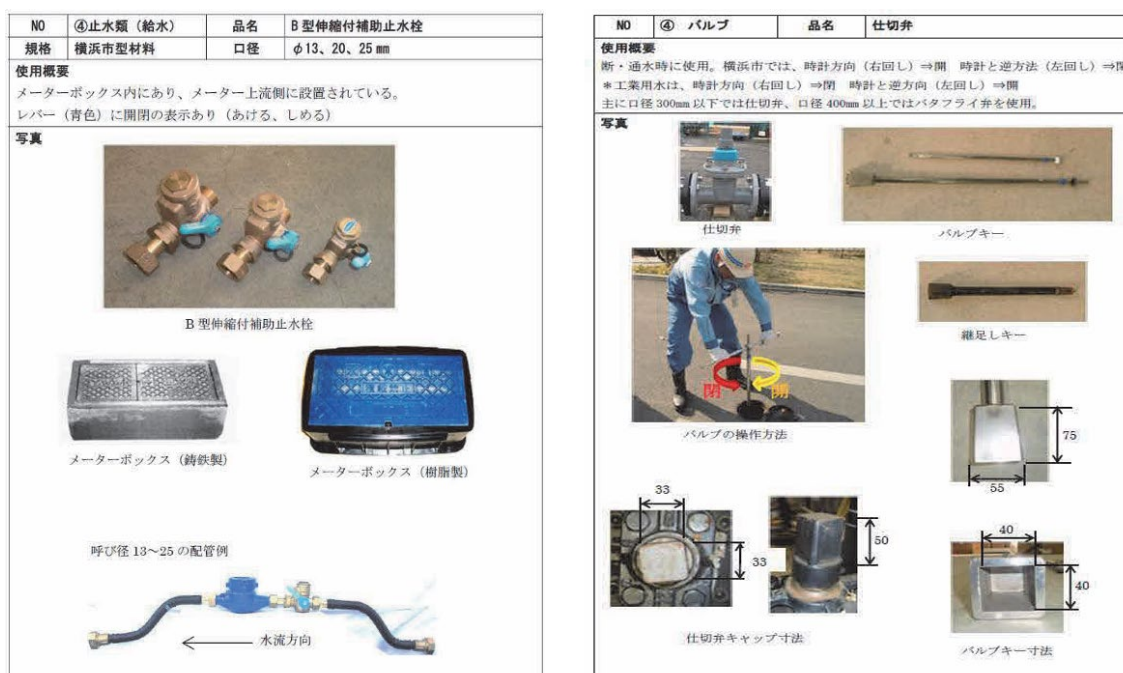 NO ④止水類（給水） 品名 B型伸縮付補助止水栓
規格 横浜市型材料 口径 φ13、20、25㎜
使用概要
メーターボックス内にあり、メーター上流側に設置されている。
レバー（青色）に開閉の表示あり（あける、しめる）
写真
B型伸縮付補助止水栓
メーターボックス（鋳鉄製）
メーターボックス（樹脂製）
呼び径13～25の配管例
水流方向
NO ④ バルブ 品名 仕切弁
使用概要
断・通水時に使用。横浜市では、時計方向（右回し）⇒開 時計と逆方法（左回し）⇒閉
＊工業用水は、時計方向（右回し）⇒閉 時計と逆方向（左回し）⇒開
主に口径300mm以下では仕切弁、口径400mm以上ではバタフライ弁を使用。
写真
仕切弁
バルブキー
継足しキー
閉 開
バルブの操作方法
75
55
33
33
50
仕切弁キャップ寸法
40
40
バルブキー寸法